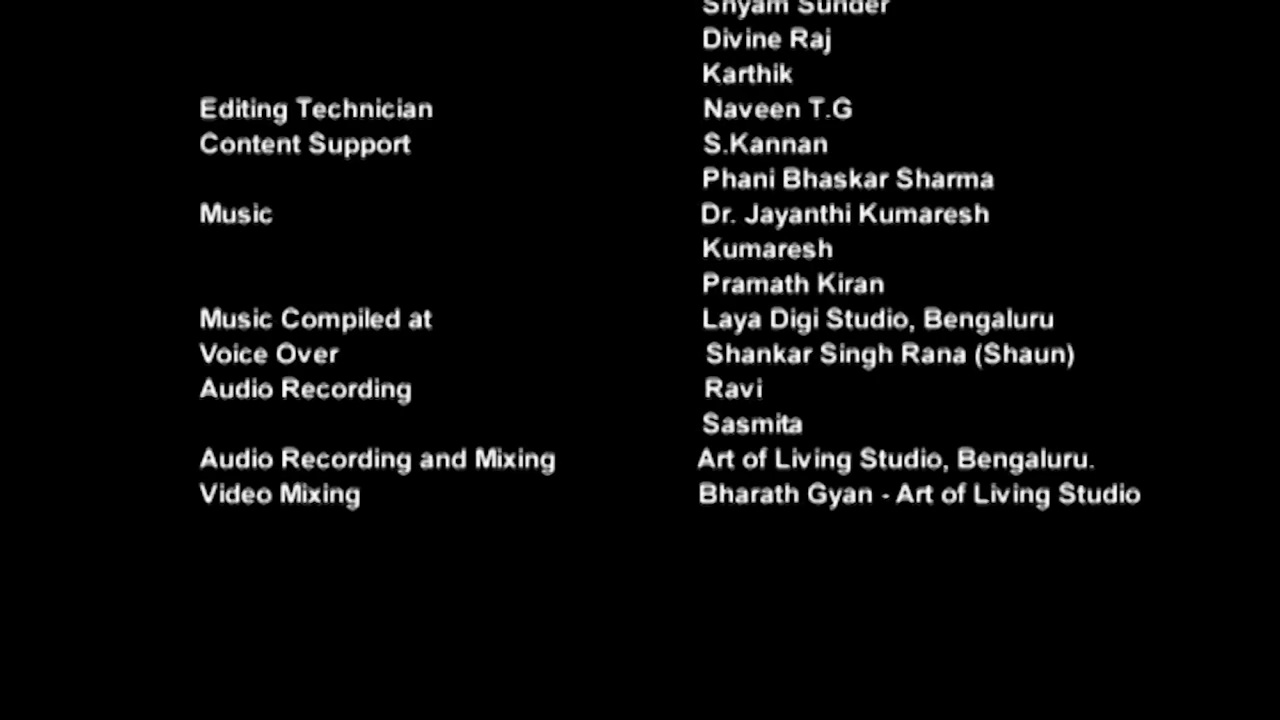 Shyam Sunder
Divine Raj
Karthik
Editing Technician Naveen T.G
Content Support S.Kannan
Phani Bhaskar Sharma
Music Dr. Jayanthi Kumaresh
Kumaresh
Pramath Kiran
Music Compiled at Laya Digi Studio, Bengaluru
Voice Over Shankar Singh Rana (Shaun)
Audio Recording Ravi
Sasmita
Audio Recording and Mixing Art of Living Studio, Bengaluru.
Video Mixing Bharath Gyan - Art of Living Studio